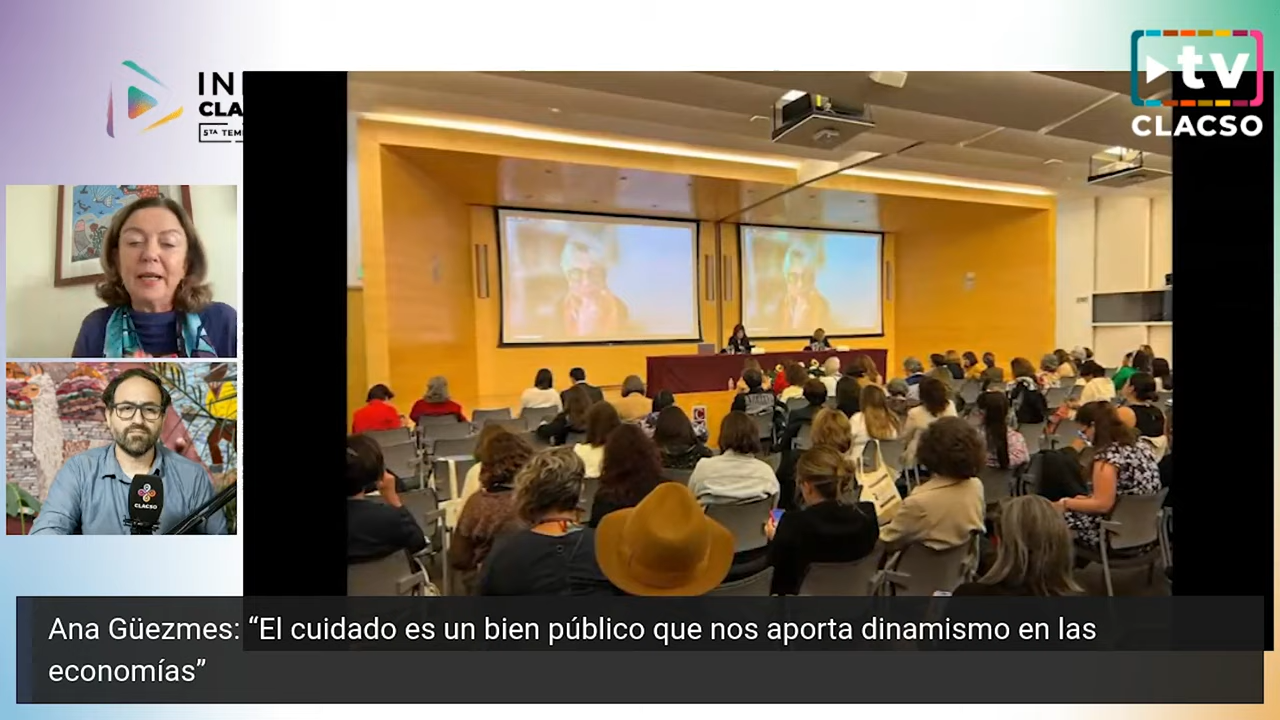 tv
CLACSO
IN
CLA
5TA TEM
CLACSO
Ana Güezmes: “El cuidado es un bien público que nos aporta dinamismo en las
economías”